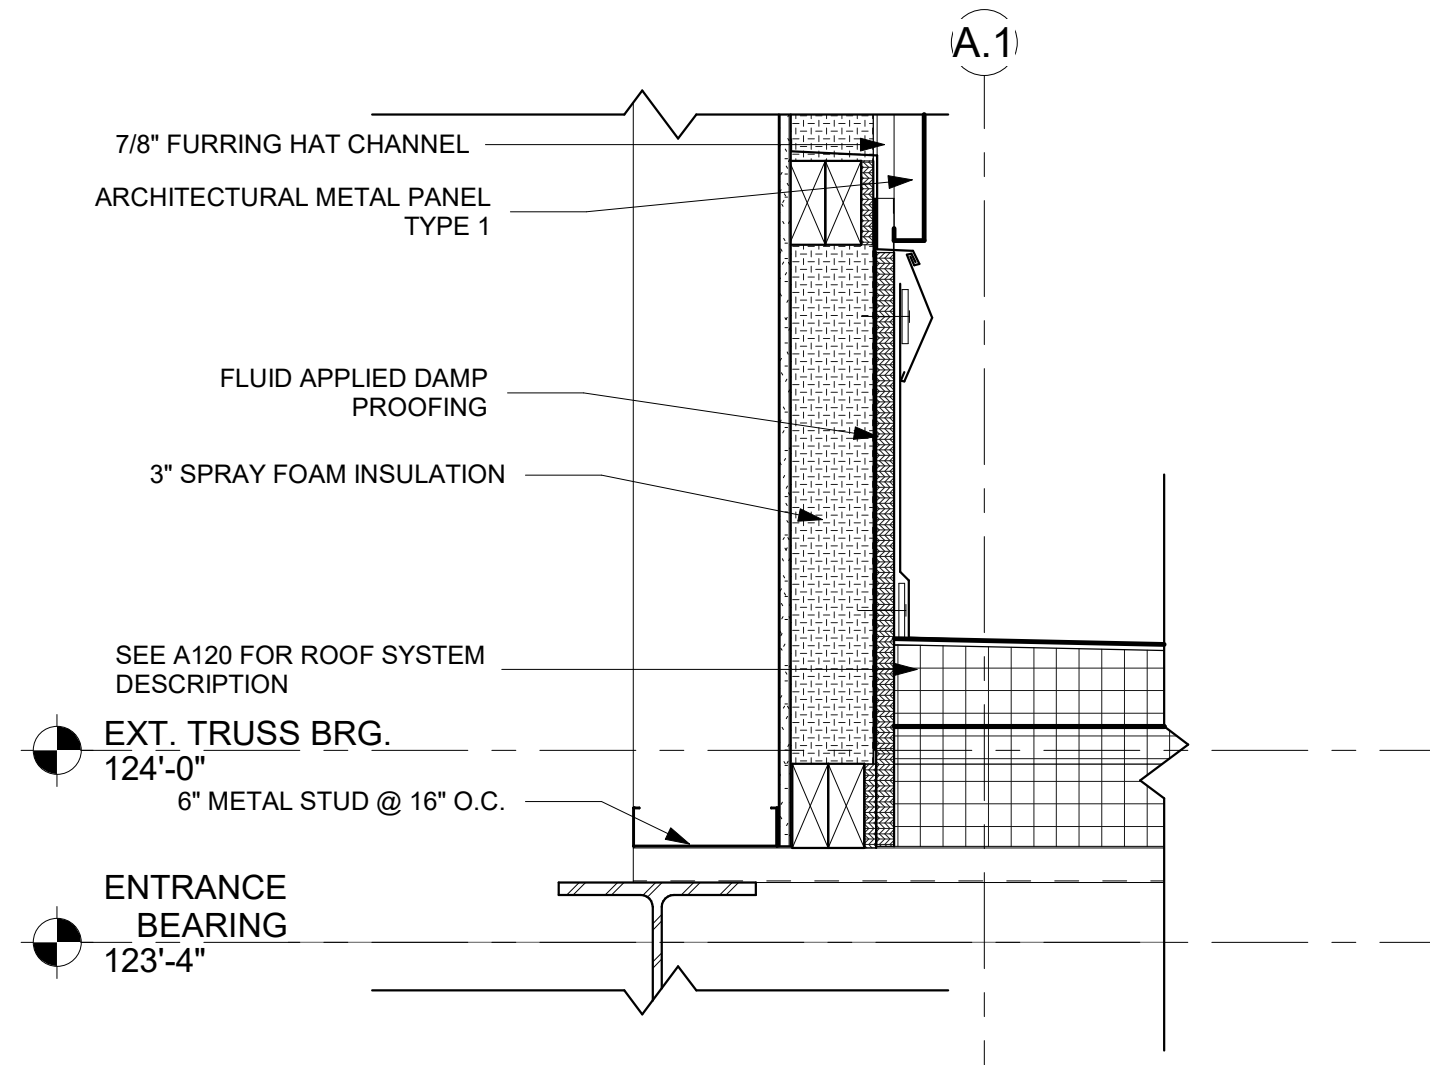 A.1
7/8" FURRING HAT CHANNEL
ARCHITECTURAL METAL PANEL
TYPE 1
FLUID APPLIED DAMP
PROOFING
3" SPRAY FOAM INSULATION
SEE A120 FOR ROOF SYSTEM
DESCRIPTION
EXT. TRUSS BRG.
124'-0"
6" METAL STUD @ 16" O.C.
ENTRANCE
BEARING
123'-4"